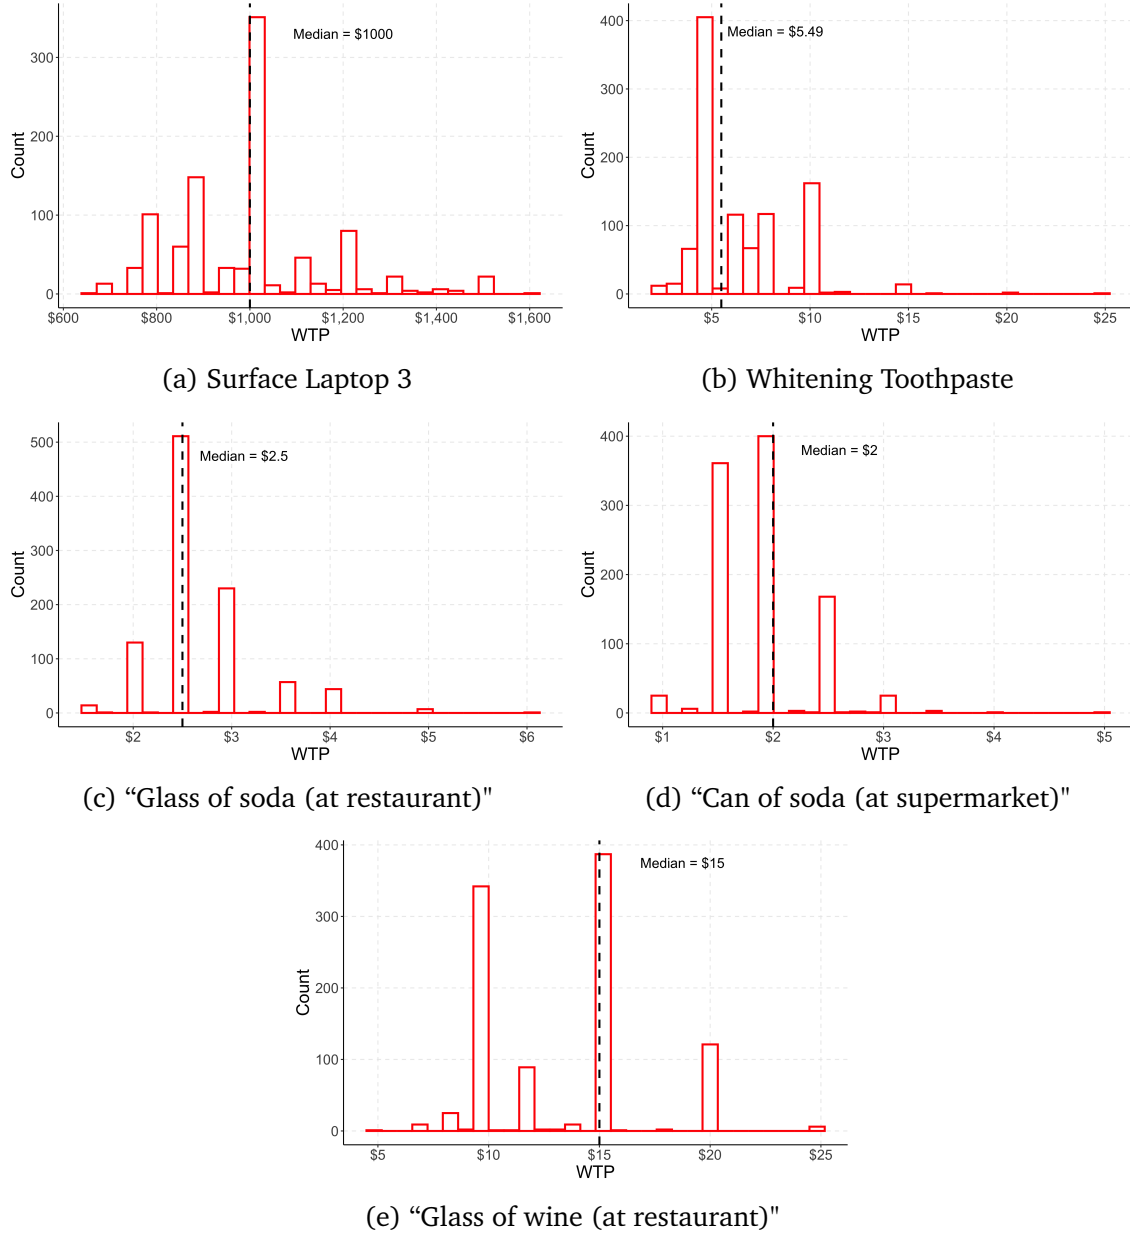 Median = $1000
300
200
100
0
Count
$600 $800 $1,000 $1,200 $1,400 $1,600
WTP
(a) Surface Laptop 3
Median = $5.49
400
300
200
100
0
Count
$5 $10 $15 $20 $25
WTP
(b) Whitening Toothpaste
Median = $2.5
500
400
300
200
100
0
Count
$2 $3 $4 $5 $6
WTP
(c) “Glass of soda (at restaurant)"
Median = $2
400
300
200
100
0
Count
$1 $2 $3 $4 $5
WTP
(d) “Can of soda (at supermarket)"
Median = $15
400
300
200
100
0
Count
$5 $10 $15 $20 $25
WTP
(e) “Glass of wine (at restaurant)"